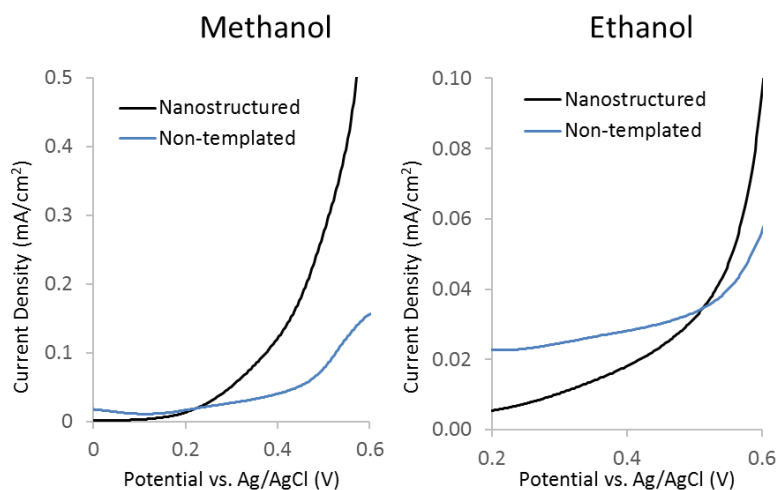 Methanol
Current Density (mA/cm²)
0.5
0.4
0.3
0.2
0.1
0
Nanostructured
Non-templated
0 0.2 0.4 0.6
Potential vs. Ag/AgCl (V)
Ethanol
Current Density (mA/cm²)
0.10
0.08
0.06
0.04
0.02
0.00
Nanostructured
Non-templated
0.2 0.4 0.6
Potential vs. Ag/AgCl (V)